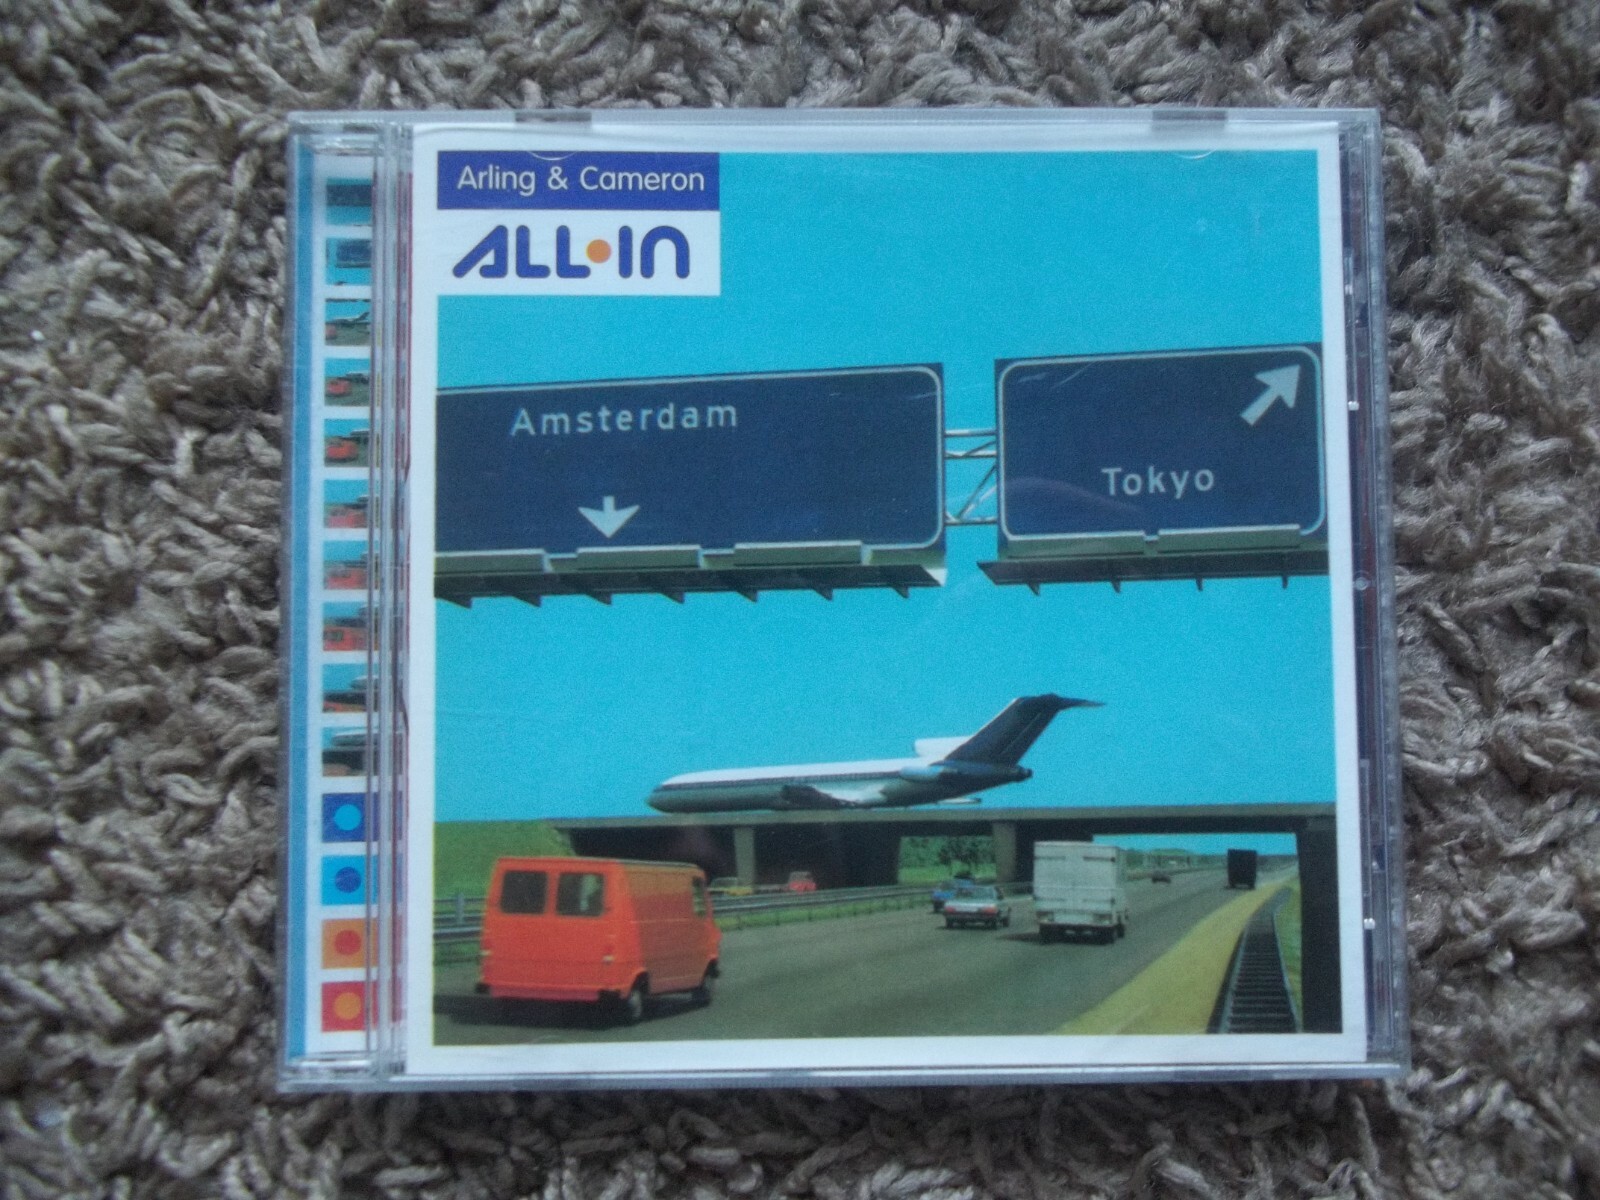 Arling & Cameron
ALL•IN
Amsterdam
Tokyo